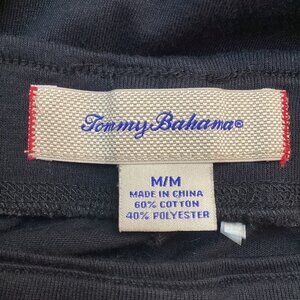 Tommy Bahama®
M/M
MADE IN CHINA
60% COTTON
40% POLYESTER